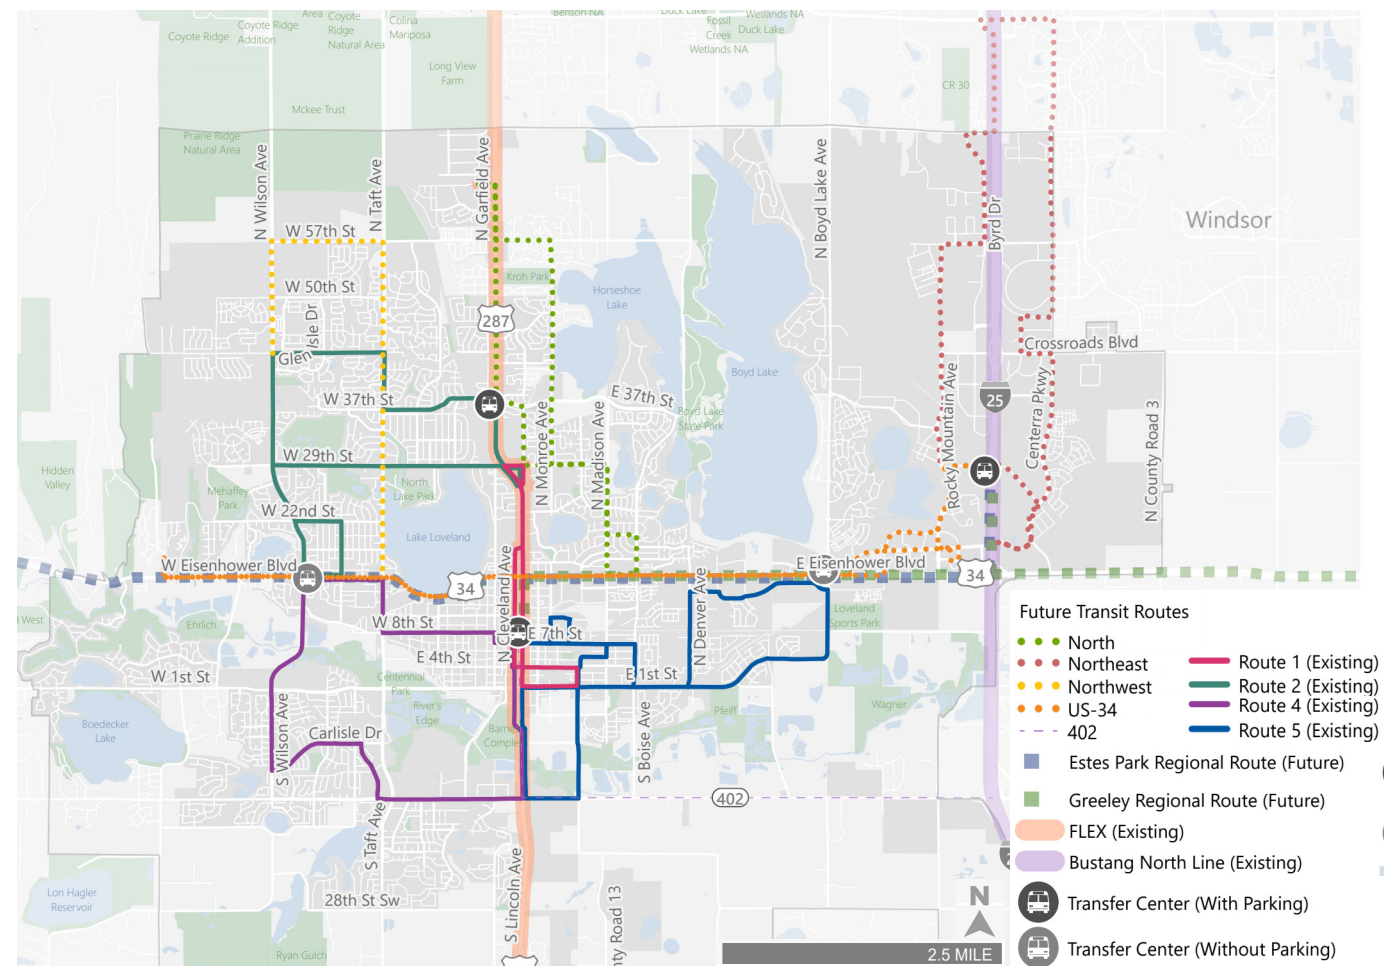 Coyote Ridge
Coyote Ridge
Addition
Area
Coyote
Ridge
Natural Area
Colina
Mariposa
Benson NA
Duck Lake
Fossil
Creek
Wetlands NA
Wetlands NA
Duck Lake
Long View
Farm
CR 30
Mckee Trust
Prairie Ridge
Natural Area
N Wilson Ave
N Taft Ave
N Garfield Ave
N Boyd Lake Ave
Byrd Dr
Windsor
W 57th St
Kroh Park
W 50th St
Horseshoe
Lake
287
Glen Isle Dr
Crossroads Blvd
Boyd Lake
W 37th St
E 37th St
25
Boyd Lake
State Park
N Monroe Ave
N Madison Ave
Rocky Mountain Ave
Centerra Pkwy
N County Road 3
W 29th St
Hidden
Valley
Mehaffey
Park
North
Lake Park
W 22nd St
Lake Loveland
W Eisenhower Blvd
E Eisenhower Blvd
34
34
N Cleveland Ave
N Denver Ave
d West
Ehrlich
W 8th St
E 7th St
Loveland
Sports Park
E 4th St
W 1st St
E 1st St
Centennial
Park
River's
Edge
Boedecker
Lake
S Wilson Ave
Carlisle Dr
Barnes
Comple
S Boise Ave
Pfeiff
Wagner
402
S Taft Ave
Lon Hagler
Reservoir
28th St Sw
S Lincoln Ave
nty Road 13
Ryan Gulch
N
2.5 MILE
Future Transit Routes
North
Northeast
Northwest
US-34
402
Route 1 (Existing)
Route 2 (Existing)
Route 4 (Existing)
Route 5 (Existing)
Estes Park Regional Route (Future)
Greeley Regional Route (Future)
FLEX (Existing)
Bustang North Line (Existing)
Transfer Center (With Parking)
Transfer Center (Without Parking)